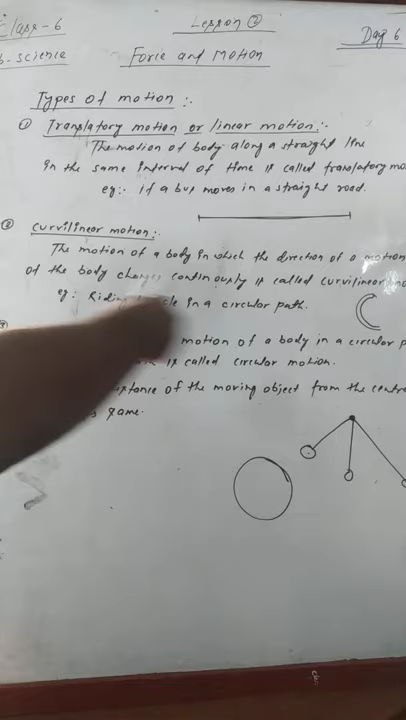 Class-6
Lesson ②
Day 6
b-science
Force and Motion
Types of motion :-
① Translatory motion or linear motion :-
The motion of body along a straight line
in the same interval of time is called translatory mo
eg:- if a bus moves in a straight road.
② Curvilinear motion :-
The motion of a body in which the direction of a motion
of the body changes continously is called curvilinear
eg: Riding in a circular path.
motion of a body in a circular p
is called circular motion.
of the moving object from the centre